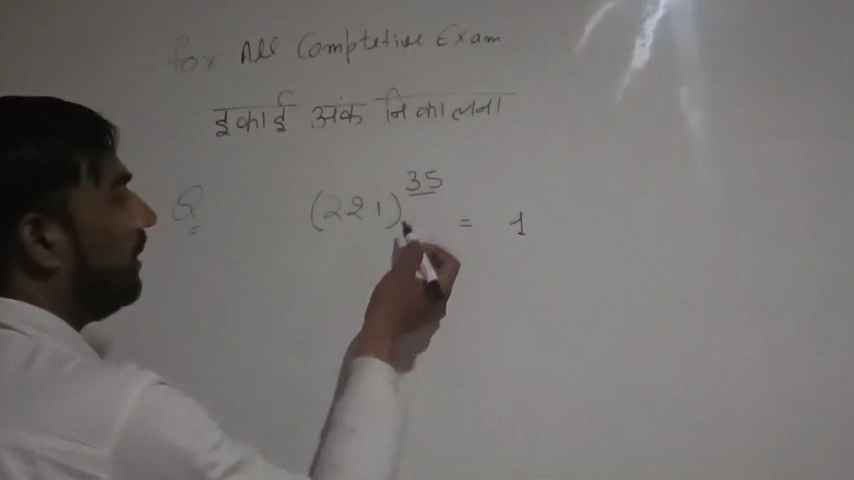 for All Comptetive Exam
इकाई अंक निकालना
Q (221)^35 = 1